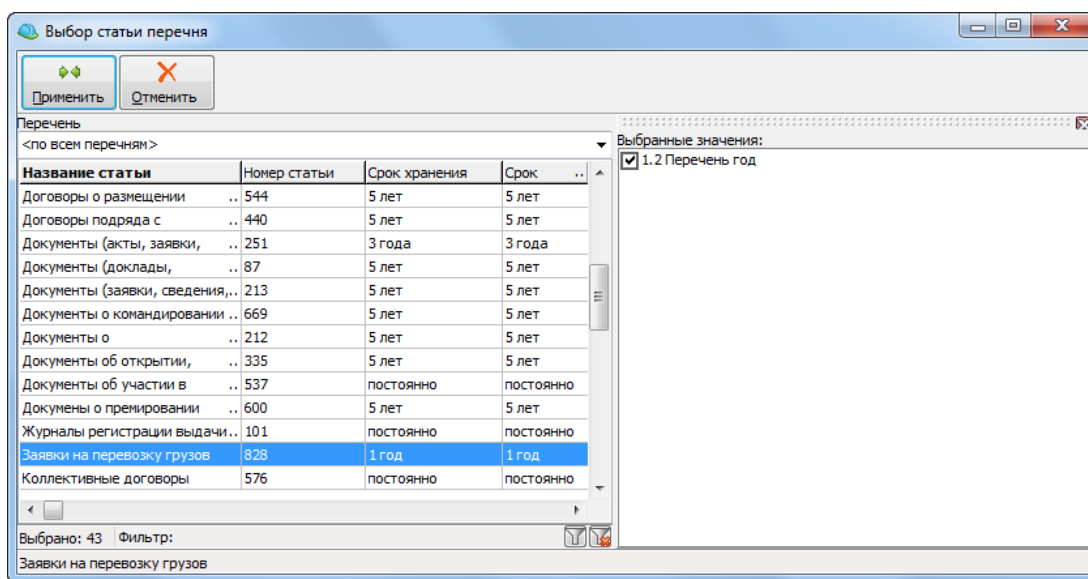 Выбор статьи перечня
Применить Отменить
Перечень
<по всем перечням>
Название статьи Номер статьи Срок хранения Срок ..
Договоры о размещении .. 544 5 лет 5 лет
Договоры подряда с .. 440 5 лет 5 лет
Документы (акты, заявки, .. 251 3 года 3 года
Документы (доклады, .. 87 5 лет 5 лет
Документы (заявки, сведения,.. 213 5 лет 5 лет
Документы о командировании .. 669 5 лет 5 лет
Документы о .. 212 5 лет 5 лет
Документы об открытии, .. 335 5 лет 5 лет
Документы об участии в .. 537 постоянно постоянно
Докумены о премировании .. 600 5 лет 5 лет
Журналы регистрации выдачи.. 101 постоянно постоянно
Заявки на перевозку грузов 828 1 год 1 год
Коллективные договоры 576 постоянно постоянно
Выбрано: 43 Фильтр:
Заявки на перевозку грузов
Выбранные значения:
1.2 Перечень год